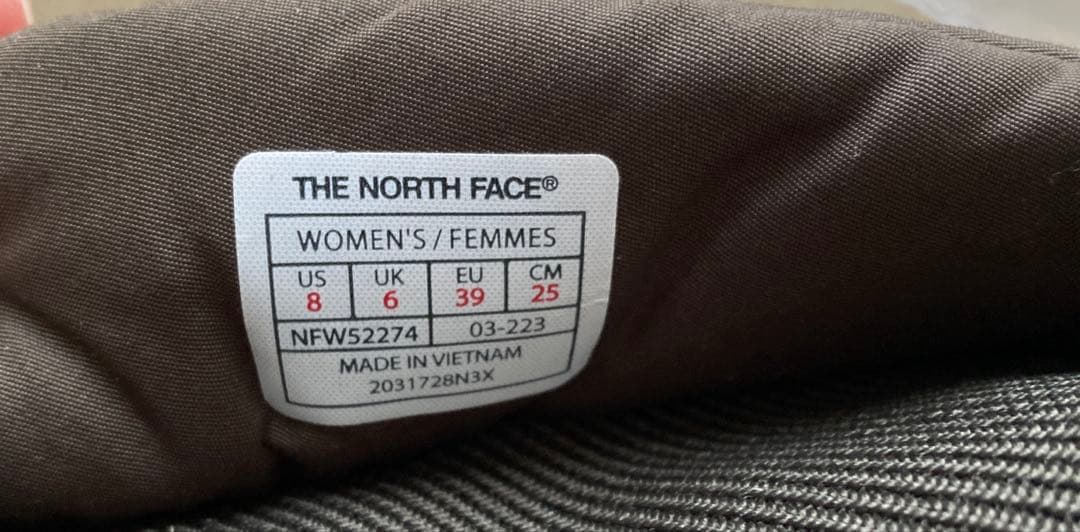 THE NORTH FACE®
WOMEN'S / FEMMES
US UK EU CM
8 6 39 25
NFW52274 03-223
MADE IN VIETNAM
2031728N3X